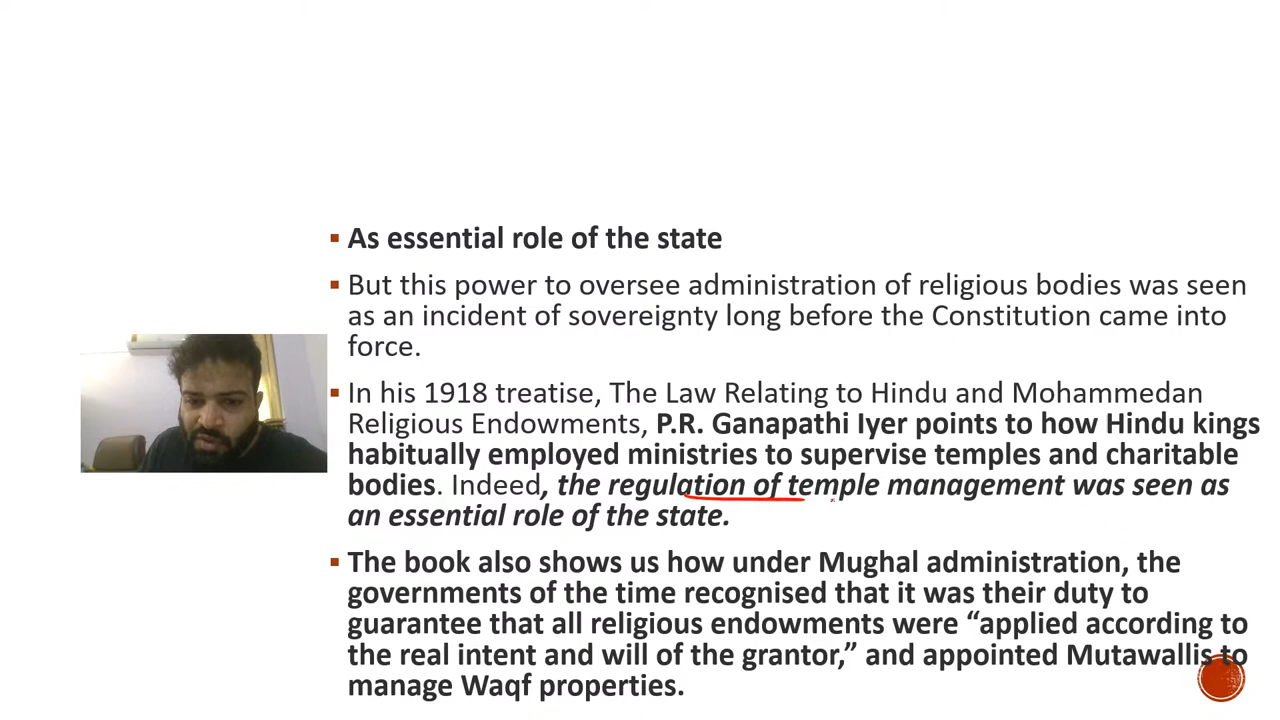 As essential role of the state
But this power to oversee administration of religious bodies was seen
as an incident of sovereignty long before the Constitution came into
force.
In his 1918 treatise, The Law Relating to Hindu and Mohammedan
Religious Endowments, P.R. Ganapathi Iyer points to how Hindu kings
habitually employed ministries to supervise temples and charitable
bodies. Indeed, the regulation of temple management was seen as
an essential role of the state.
The book also shows us how under Mughal administration, the
governments of the time recognised that it was their duty to
guarantee that all religious endowments were “applied according to
the real intent and will of the grantor,” and appointed Mutawallis to
manage Waqf properties.